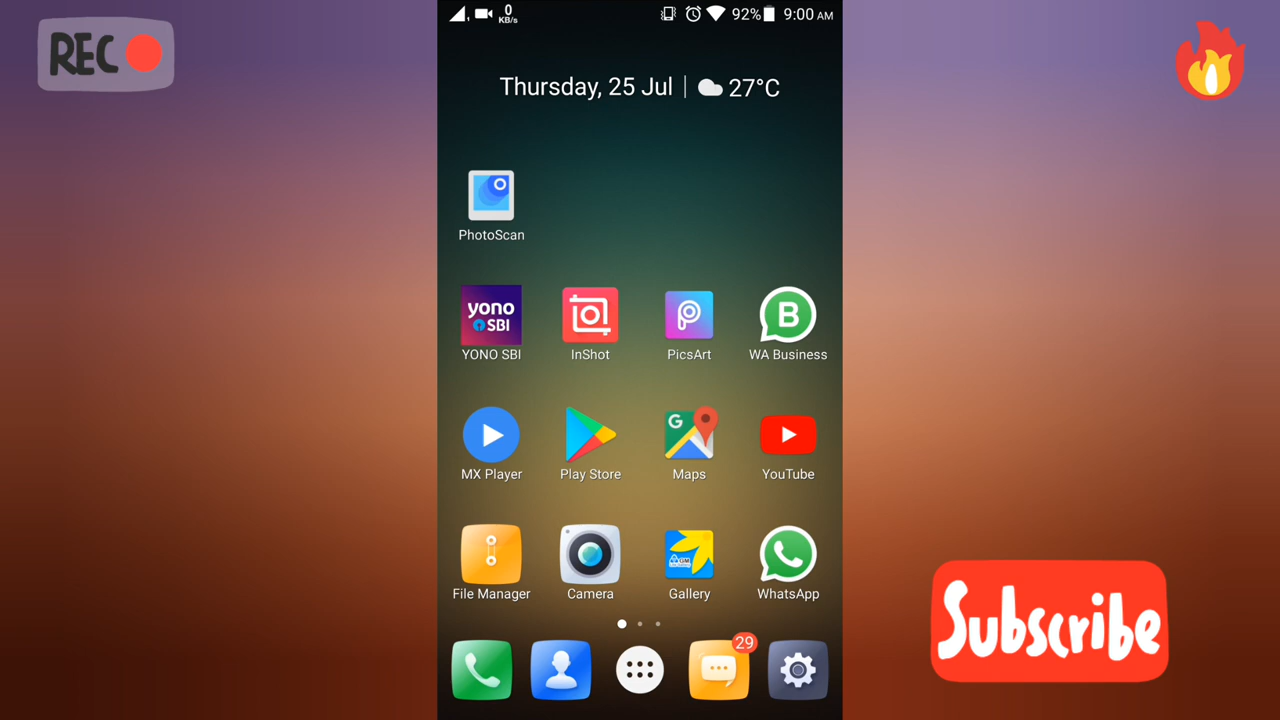 REC
0
KB/s
92%
9:00 AM
Thursday, 25 Jul
27°C
PhotoScan
yono
SBI
YONO SBI
InShot
PicsArt
B
WA Business
MX Player
G
Play Store
Maps
YouTube
UM
File Manager
Camera
Gallery
WhatsApp
29
Subscribe